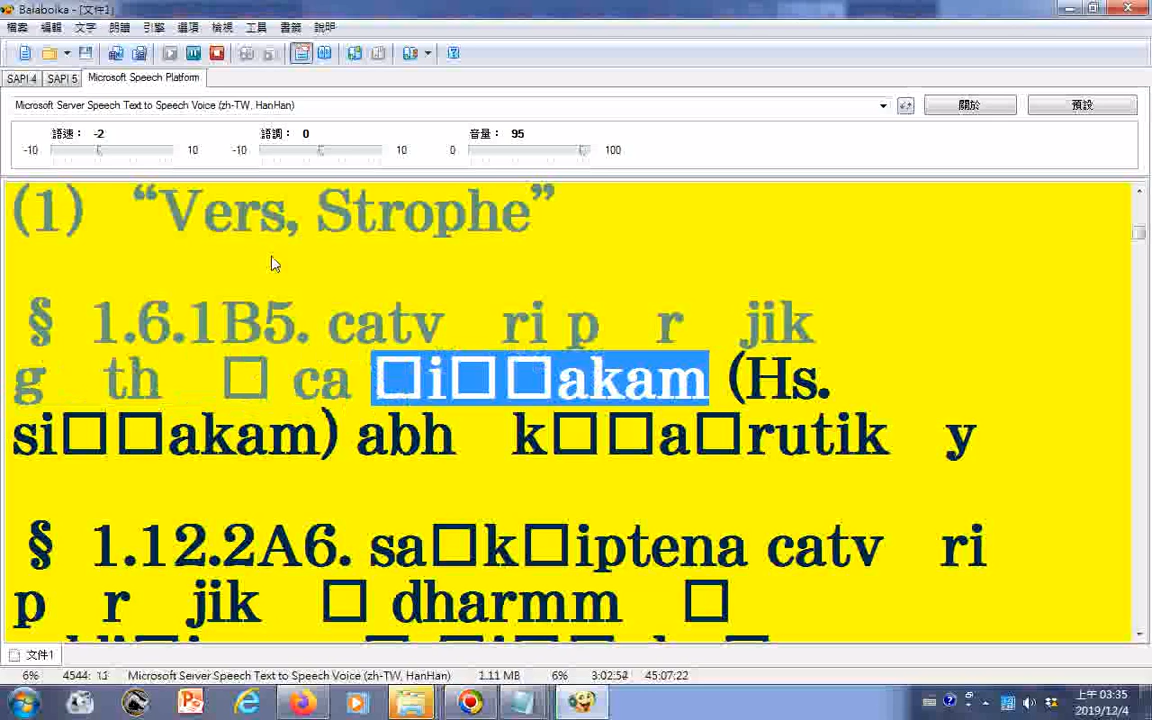 Balabolka - [文件1]
檔案 編輯 文字 朗讀 引擎 選項 檢視 工具 書籤 說明
SAPI 4 SAPI 5 Microsoft Speech Platform
Microsoft Server Speech Text to Speech Voice (zh-TW, HanHan) 關於 預設
語速： -2 語調： 0 音量： 95
-10 10 -10 10 0 100
(1) “Vers, Strophe”
§ 1.6.1B5. catv ri p r jik
g th □ ca □i□□akam (Hs.
si□□akam) abh k□□a□rutik y
§ 1.12.2A6. sa□k□iptena catv ri
p r jik □ dharmm □
文件1
6% 4544: 13 Microsoft Server Speech Text to Speech Voice (zh-TW, HanHan) 1.11 MB 6% 3:02:52 45:07:22
上午 03:35
2019/12/4